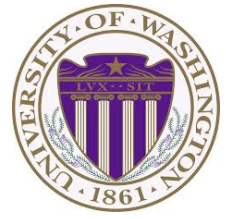 UNIVERSITY · OF · WASHINGTON
LVX · SIT
· 1861 ·